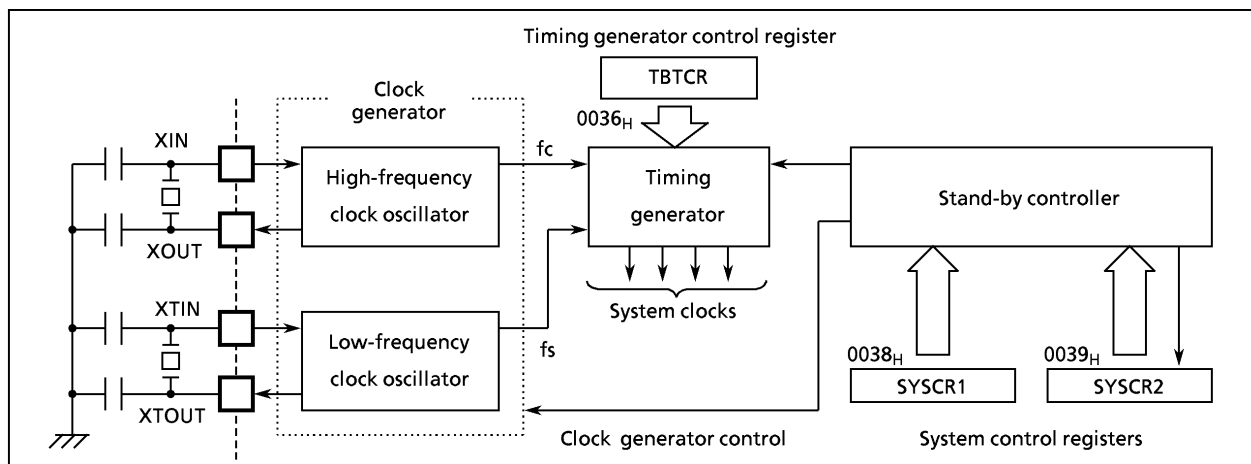 Timing generator control register
TBTCR
0036H
Clock
generator
XIN
XOUT
High-frequency
clock oscillator
fc
Timing
generator
Stand-by controller
System clocks
XTIN
XTOUT
Low-frequency
clock oscillator
fs
0038H
SYSCR1
0039H
SYSCR2
Clock generator control
System control registers